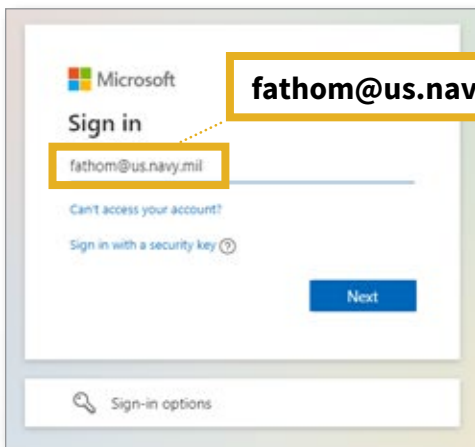 Microsoft
fathom@us.nav
Sign in
fathom@us.navy.mil
Can't access your account?
Sign in with a security key
Next
Sign-in options